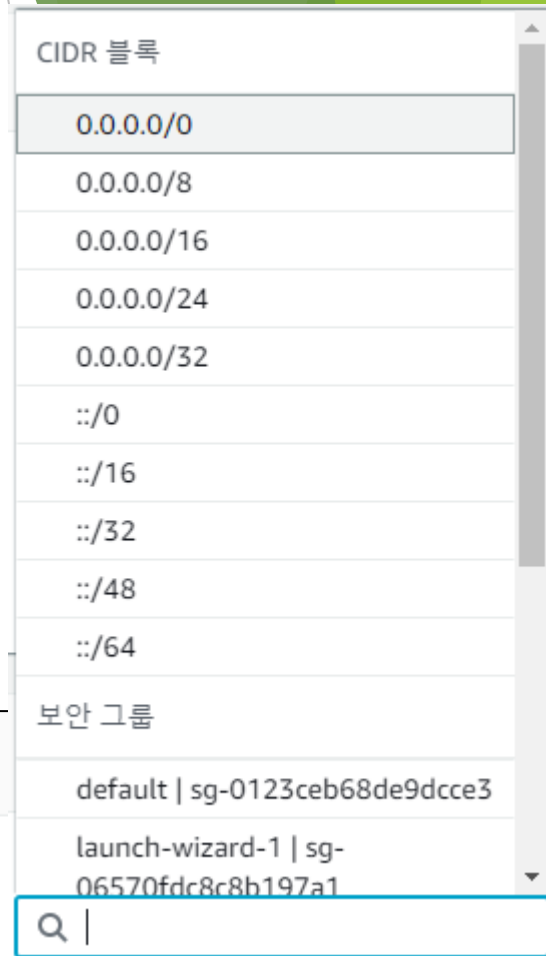 CIDR 블록
0.0.0.0/0
0.0.0.0/8
0.0.0.0/16
0.0.0.0/24
0.0.0.0/32
::/0
::/16
::/32
::/48
::/64
보안 그룹
default | sg-0123ceb68de9dcce3
launch-wizard-1 | sg-
06570fdc8c8b197a1